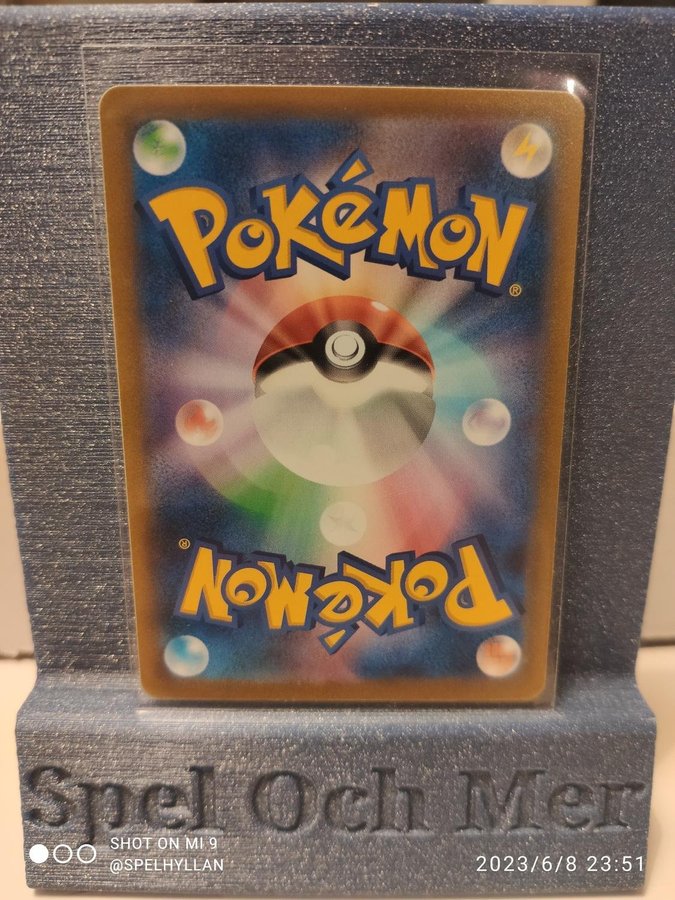 POKéMON
®
®
POKéMON
Spel Och Mer
SHOT ON MI 9
@SPELHYLLAN
2023/6/8 23:51